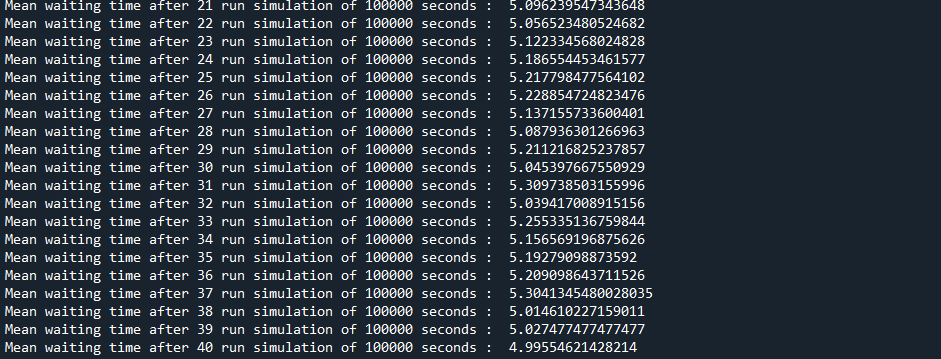 Mean waiting time after 21 run simulation of 100000 seconds :  5.096239547343648
Mean waiting time after 22 run simulation of 100000 seconds :  5.056523480524682
Mean waiting time after 23 run simulation of 100000 seconds :  5.122334568024828
Mean waiting time after 24 run simulation of 100000 seconds :  5.186554453461577
Mean waiting time after 25 run simulation of 100000 seconds :  5.217798477564102
Mean waiting time after 26 run simulation of 100000 seconds :  5.228854724823476
Mean waiting time after 27 run simulation of 100000 seconds :  5.137155733600401
Mean waiting time after 28 run simulation of 100000 seconds :  5.087936301266963
Mean waiting time after 29 run simulation of 100000 seconds :  5.211216825237857
Mean waiting time after 30 run simulation of 100000 seconds :  5.045397667550929
Mean waiting time after 31 run simulation of 100000 seconds :  5.309738503155996
Mean waiting time after 32 run simulation of 100000 seconds :  5.039417008915156
Mean waiting time after 33 run simulation of 100000 seconds :  5.255335136759844
Mean waiting time after 34 run simulation of 100000 seconds :  5.156569196875626
Mean waiting time after 35 run simulation of 100000 seconds :  5.19279098873592
Mean waiting time after 36 run simulation of 100000 seconds :  5.209098643711526
Mean waiting time after 37 run simulation of 100000 seconds :  5.3041345480028035
Mean waiting time after 38 run simulation of 100000 seconds :  5.014610227159011
Mean waiting time after 39 run simulation of 100000 seconds :  5.027477477477477
Mean waiting time after 40 run simulation of 100000 seconds :  4.99554621428214